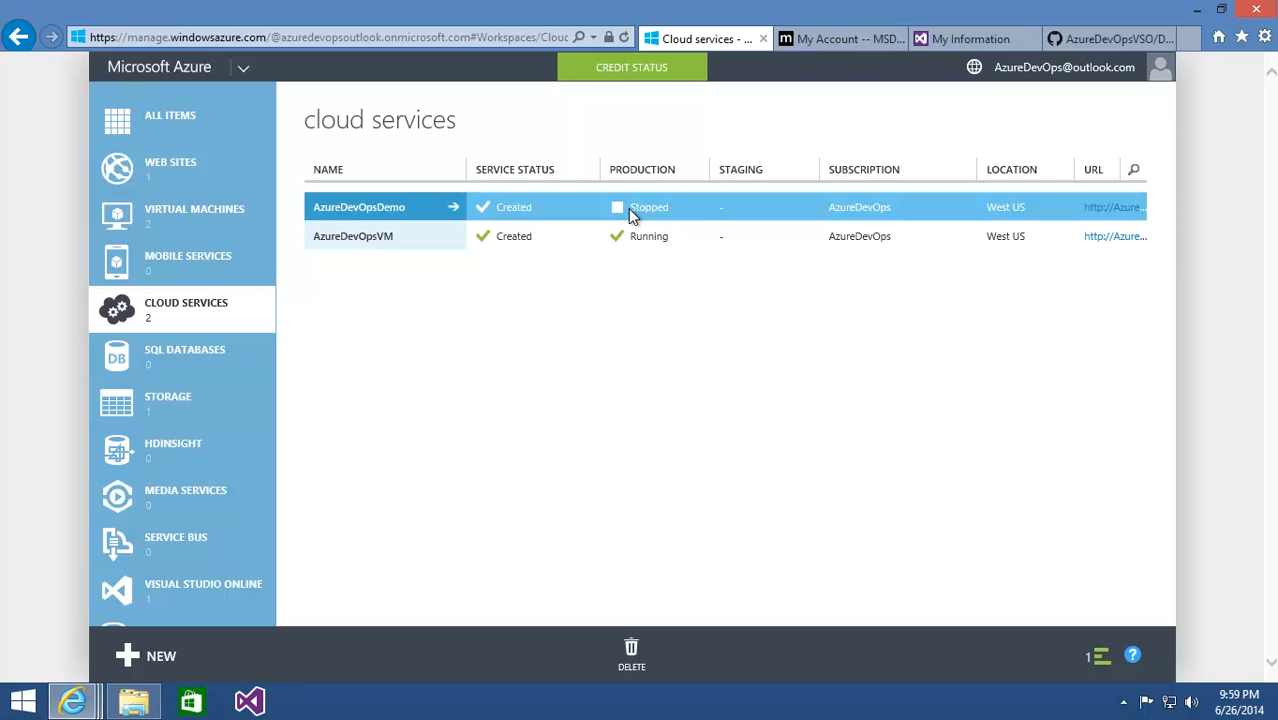 https://manage.windowsazure.com/@azuredevopsoutlook.onmicrosoft.com#Workspaces/Clouc
Cloud services - ...
My Account -- MSD...
My Information
AzureDevOpsVSO/D...
Microsoft Azure
CREDIT STATUS
AzureDevOps@outlook.com
ALL ITEMS
WEB SITES
1
VIRTUAL MACHINES
2
MOBILE SERVICES
0
CLOUD SERVICES
2
SQL DATABASES
0
STORAGE
1
HDINSIGHT
0
MEDIA SERVICES
0
SERVICE BUS
0
VISUAL STUDIO ONLINE
1
cloud services
NAME SERVICE STATUS PRODUCTION STAGING SUBSCRIPTION LOCATION URL
AzureDevOpsDemo Created Stopped - AzureDevOps West US http://Azure...
AzureDevOpsVM Created Running - AzureDevOps West US http://Azure...
NEW
DELETE
1
?
9:59 PM
6/26/2014